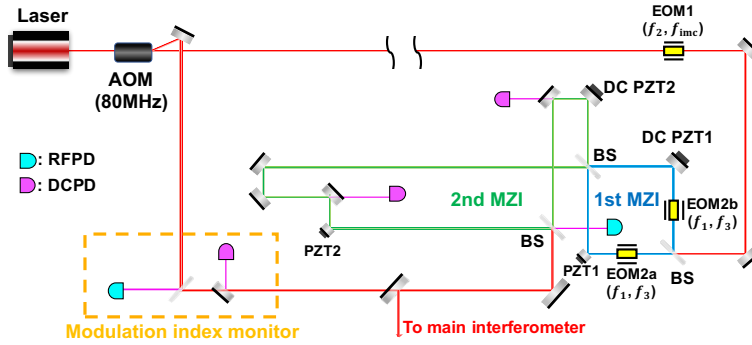 Laser
AOM
(80MHz)
EOM1
(f₂, f_imc)
: RFPD
: DCPD
DC PZT2
DC PZT1
BS
2nd MZI
1st MZI
EOM2b
(f₁, f₃)
PZT2
BS
PZT1
EOM2a
(f₁, f₃)
BS
Modulation index monitor
To main interferometer